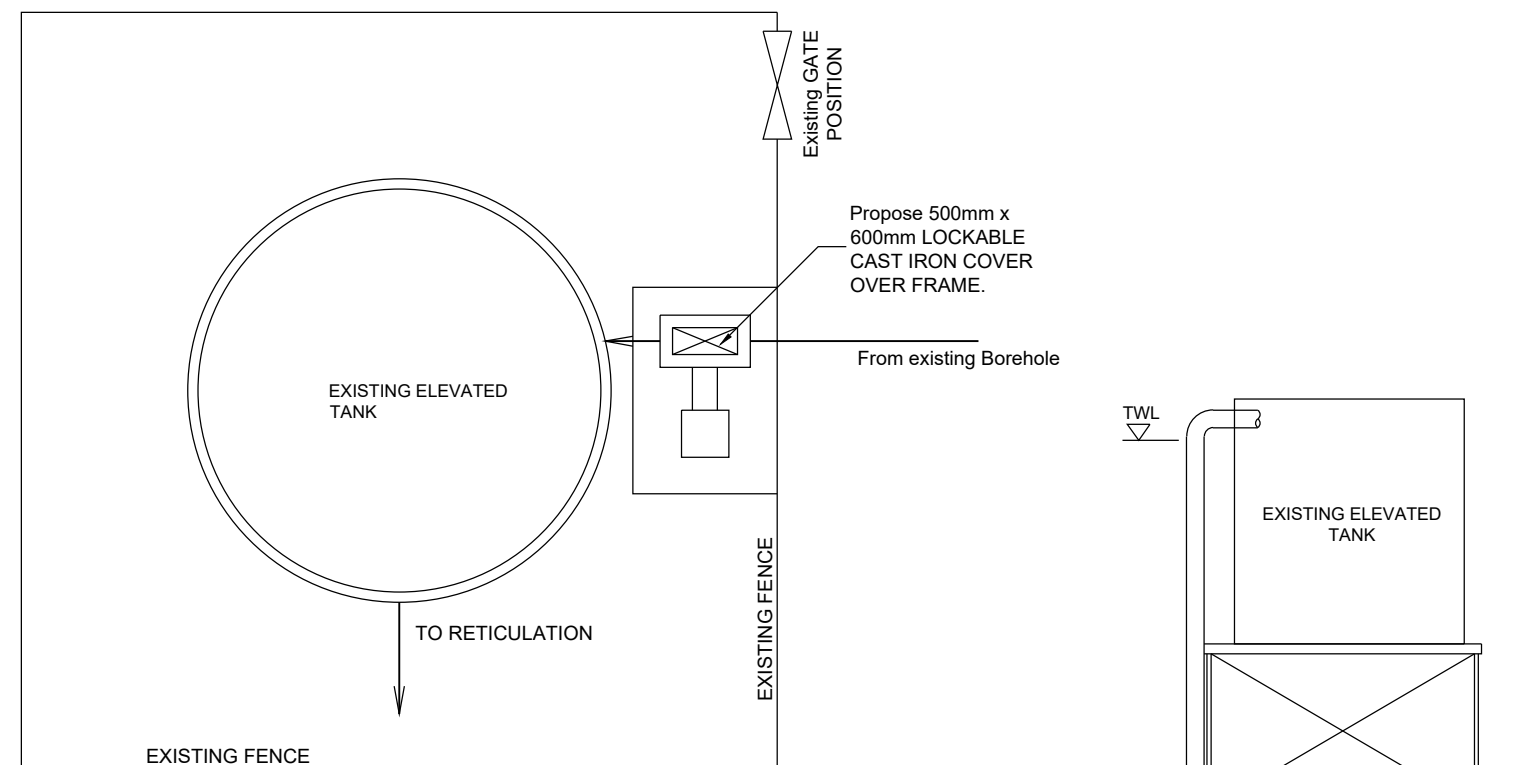 Existing GATE
POSITION
Propose 500mm x
600mm LOCKABLE
CAST IRON COVER
OVER FRAME.
From existing Borehole
EXISTING ELEVATED
TANK
TO RETICULATION
EXISTING FENCE
EXISTING FENCE
TWL
EXISTING ELEVATED
TANK